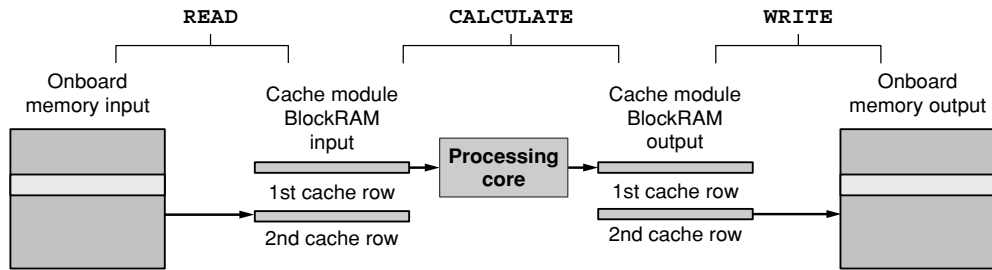 READ
CALCULATE
WRITE
Onboard
memory input
Cache module
BlockRAM
input
Processing
core
Cache module
BlockRAM
output
Onboard
memory output
1st cache row
2nd cache row
1st cache row
2nd cache row